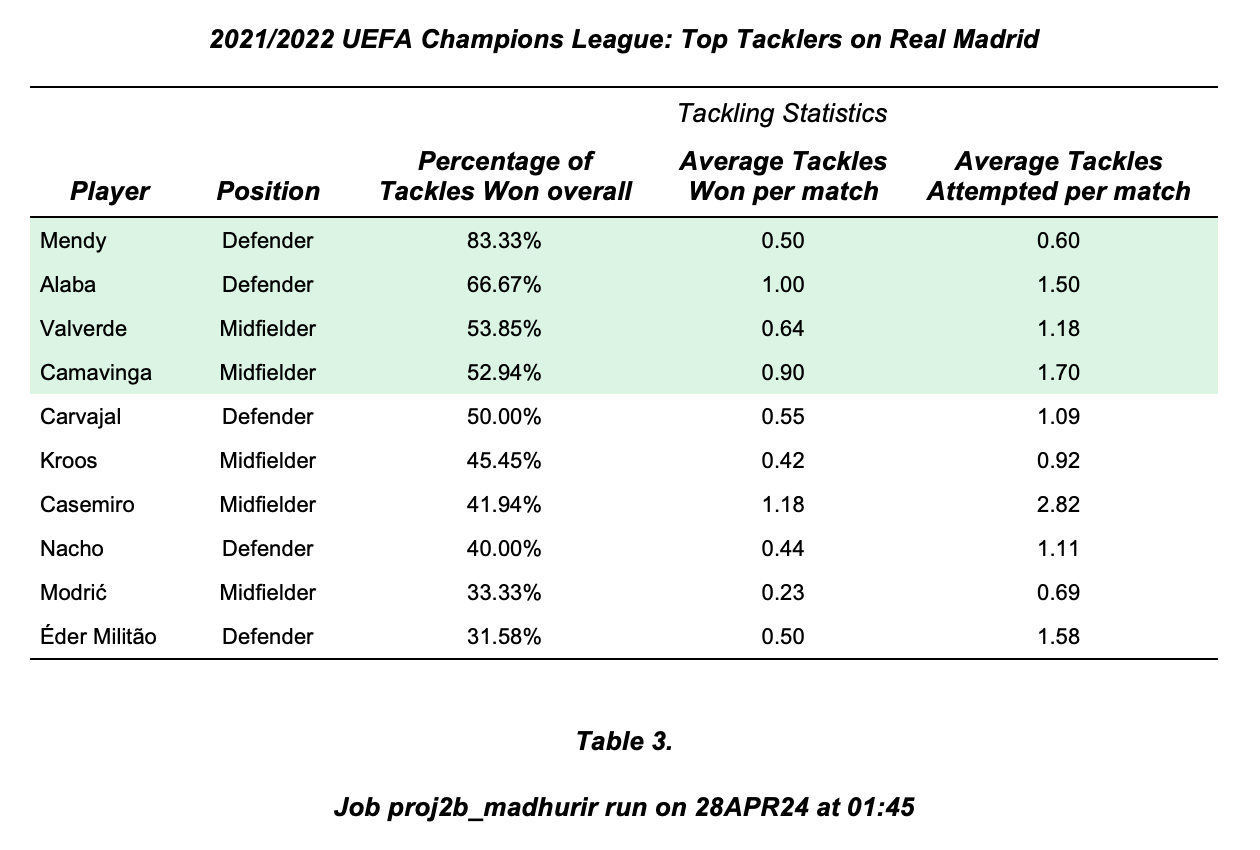 2021/2022 UEFA Champions League: Top Tacklers on Real Madrid
Tackling Statistics
Player Position Percentage of Tackles Won overall Average Tackles Won per match Average Tackles Attempted per match
Mendy Defender 83.33% 0.50 0.60
Alaba Defender 66.67% 1.00 1.50
Valverde Midfielder 53.85% 0.64 1.18
Camavinga Midfielder 52.94% 0.90 1.70
Carvajal Defender 50.00% 0.55 1.09
Kroos Midfielder 45.45% 0.42 0.92
Casemiro Midfielder 41.94% 1.18 2.82
Nacho Defender 40.00% 0.44 1.11
Modrić Midfielder 33.33% 0.23 0.69
Éder Militão Defender 31.58% 0.50 1.58
Table 3.
Job proj2b_madhurir run on 28APR24 at 01:45